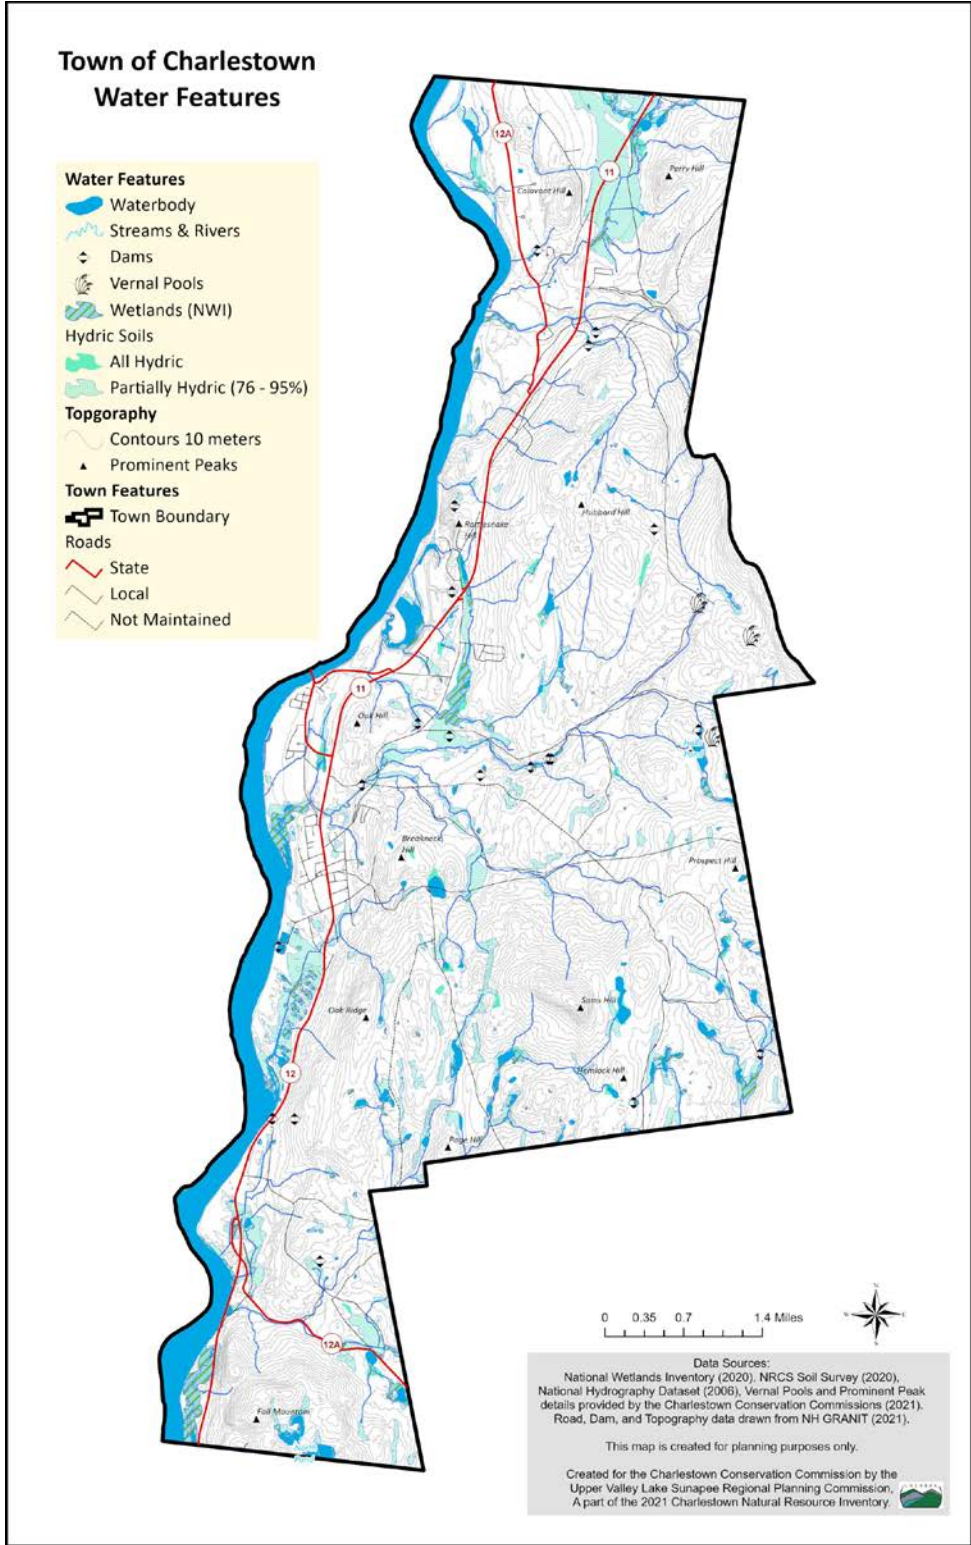 Town of Charlestown
Water Features
Water Features
Waterbody
Streams & Rivers
Dams
Vernal Pools
Wetlands (NWI)
Hydric Soils
All Hydric
Partially Hydric (76 - 95%)
Topgoraphy
Contours 10 meters
Prominent Peaks
Town Features
Town Boundary
Roads
State
Local
Not Maintained
12A
11
Perry Hill
Hubbard Hill
Rattlesnake
Hill
11
Oak Hill
Breakneck
Hill
Prospect Hill
Sams Hill
Oak Ridge
12
Hemlock Hill
Page Hill
12A
Fall Mountain
0 0.35 0.7 1.4 Miles
Data Sources:
National Wetlands Inventory (2020), NRCS Soil Survey (2020),
National Hydrography Dataset (2006), Vernal Pools and Prominent Peak
details provided by the Charlestown Conservation Commissions (2021).
Road, Dam, and Topography data drawn from NH GRANIT (2021).
This map is created for planning purposes only.
Created for the Charlestown Conservation Commission by the
Upper Valley Lake Sunapee Regional Planning Commission,
A part of the 2021 Charlestown Natural Resource Inventory.